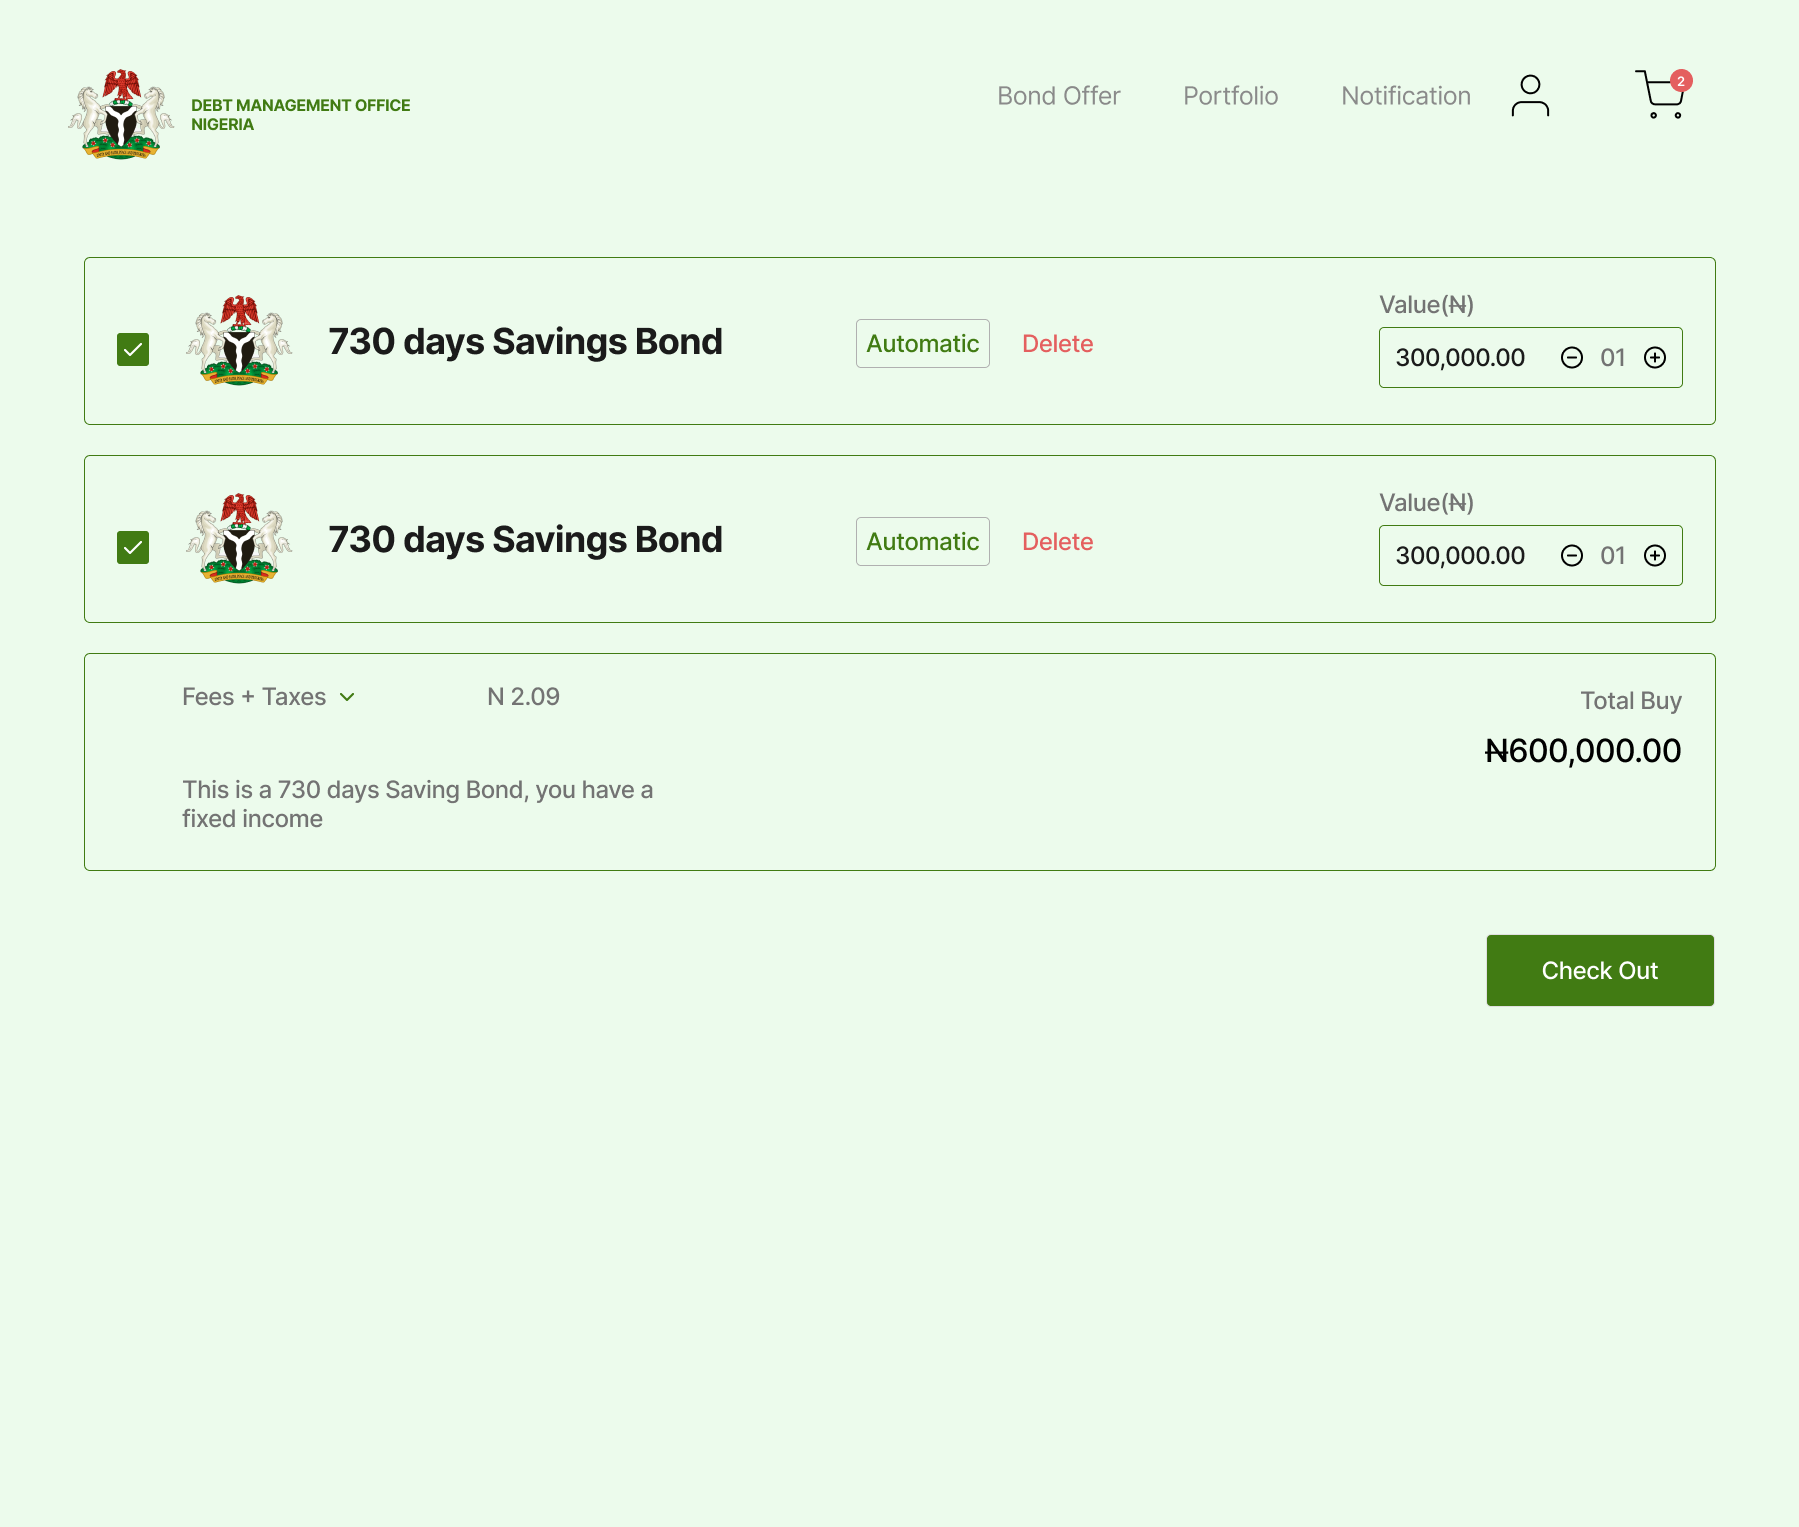 DEBT MANAGEMENT OFFICE
NIGERIA
Bond Offer
Portfolio
Notification
2
730 days Savings Bond
Automatic
Delete
Value(₦)
300,000.00
01
730 days Savings Bond
Automatic
Delete
Value(₦)
300,000.00
01
Fees + Taxes
N 2.09
Total Buy
₦600,000.00
This is a 730 days Saving Bond, you have a
fixed income
Check Out